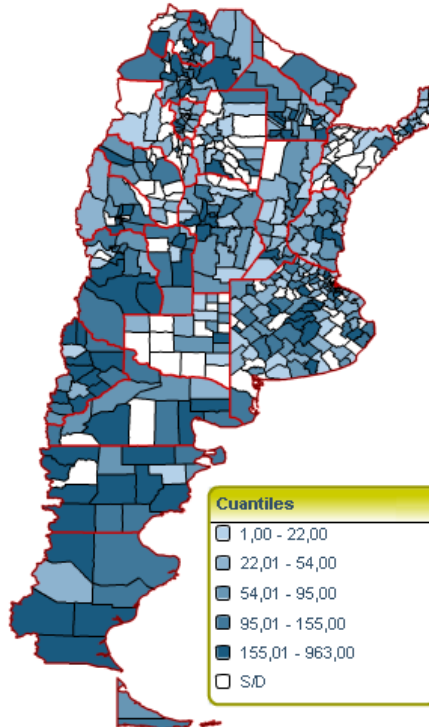 Cuantiles
1,00 - 22,00
22,01 - 54,00
54,01 - 95,00
95,01 - 155,00
155,01 - 963,00
S/D